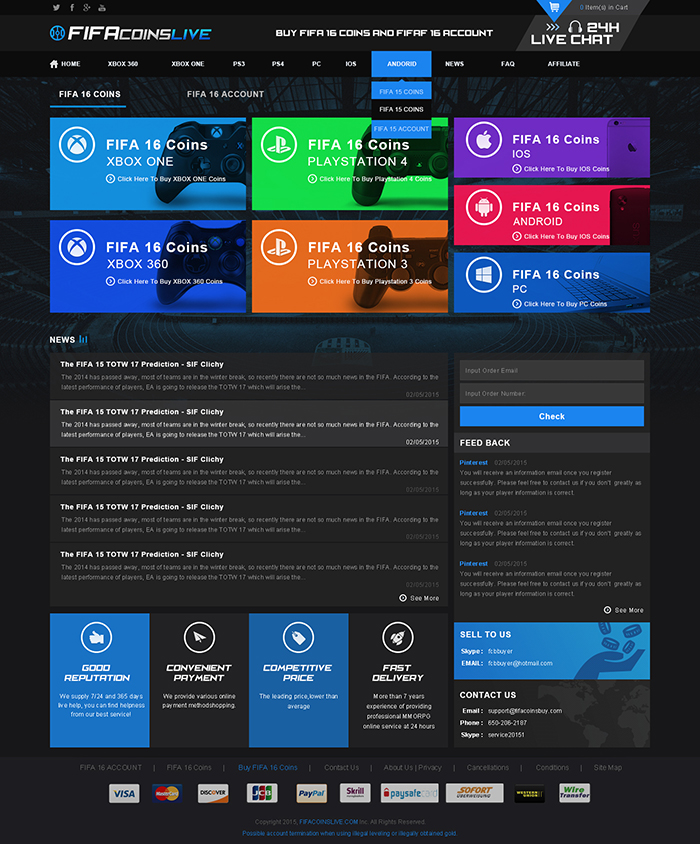 0 Item(s) in Cart
FIFACOINSLIVE
BUY FIFA 16 COINS AND FIFAF 16 ACCOUNT
24H
LIVE CHAT
HOME XBOX 360 XBOX ONE PS3 PS4 PC IOS ANDORID NEWS FAQ AFFILIATE
FIFA 15 COINS
FIFA 15 COINS
FIFA 15 ACCOUNT
FIFA 16 COINS FIFA 16 ACCOUNT
FIFA 16 Coins
XBOX ONE
Click Here To Buy XBOX ONE Coins
FIFA 16 Coins
PLAYSTATION 4
Click Here To Buy Playstation 4 Coins
FIFA 16 Coins
IOS
Click Here To Buy IOS Coins
FIFA 16 Coins
ANDROID
Click Here To Buy IOS Coins
FIFA 16 Coins
XBOX 360
Click Here To Buy XBOX 360 Coins
FIFA 16 Coins
PLAYSTATION 3
Click Here To Buy Playstation 3 Coins
FIFA 16 Coins
PC
Click Here To Buy PC Coins
NEWS
The FIFA 15 TOTW 17 Prediction - SIF Clichy
The 2014 has passed away, most of teams are in the winter break, so recently there are not so much news in the FIFA. According to the
latest performance of players, EA is going to release the TOTW 17 which will arise the...
02/05/2015
The FIFA 15 TOTW 17 Prediction - SIF Clichy
The 2014 has passed away, most of teams are in the winter break, so recently there are not so much news in the FIFA. According to the
latest performance of players, EA is going to release the TOTW 17 which will arise the...
02/05/2015
The FIFA 15 TOTW 17 Prediction - SIF Clichy
The 2014 has passed away, most of teams are in the winter break, so recently there are not so much news in the FIFA. According to the
latest performance of players, EA is going to release the TOTW 17 which will arise the...
02/05/2015
The FIFA 15 TOTW 17 Prediction - SIF Clichy
The 2014 has passed away, most of teams are in the winter break, so recently there are not so much news in the FIFA. According to the
latest performance of players, EA is going to release the TOTW 17 which will arise the...
02/05/2015
The FIFA 15 TOTW 17 Prediction - SIF Clichy
The 2014 has passed away, most of teams are in the winter break, so recently there are not so much news in the FIFA. According to the
latest performance of players, EA is going to release the TOTW 17 which will arise the...
02/05/2015
See More
Input Order Email
Input Order Number
Check
FEED BACK
Pinterest 02/05/2015
You will receive an information email once you register
successfully. Please feel free to contact us if you don't greatly as
long as your player information is correct.
Pinterest 02/05/2015
You will receive an information email once you register
successfully. Please feel free to contact us if you don't greatly as
long as your player information is correct.
Pinterest 02/05/2015
You will receive an information email once you register
successfully. Please feel free to contact us if you don't greatly as
long as your player information is correct.
See More
GOOD
REPUTATION
We supply 7/24 and 365 days
live help, you can find helpness
from our best service!
CONVENIENT
PAYMENT
We provide various online
payment methodshopping.
COMPETITIVE
PRICE
The leading price,lower than
average
FAST
DELIVERY
More than 7 years
experience of providing
professional MMORPO
online service at 24 hours
SELL TO US
Skype : fcbbuyer
EMAIL: fcbbuyer@hotmail.com
CONTACT US
Email : support@fifacoinsbuy.com
Phone : 650-206-2197
Skype : service20151
FIFA 16 ACCOUNT | FIFA 16 Coins | Buy FIFA 16 Coins | Contact Us | About Us | Privacy | Cancellations | Conditions | Site Map
VISA MasterCard DISCOVER JCB PayPal Skrill paysafecard SOFORT ÜBERWEISUNG WESTERN UNION Wire Transfer
Copyright 2015, FIFACOINSLIVE.COM Inc. All Rights Reserved.
Possible account termination when using illegal leveling or illegally obtained gold.